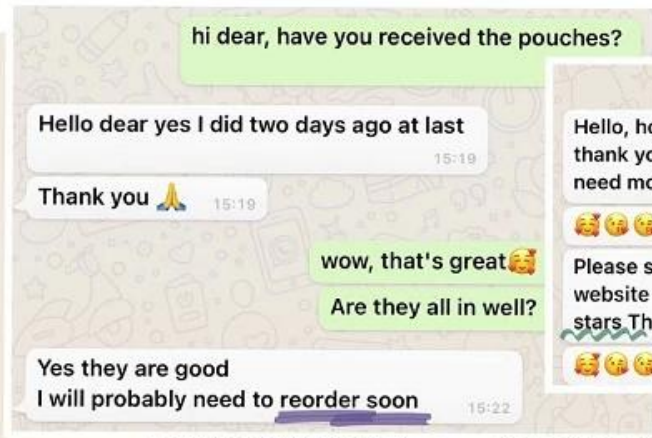 hi dear, have you received the pouches?
Hello dear yes I did two days ago at last
15:19
Thank you 🙏 15:19
wow, that's great🥰
Are they all in well?
Yes they are good
I will probably need to reorder soon
15:22
Hello,
thank
need
🥰😘
Please
website
stars
🥰😘